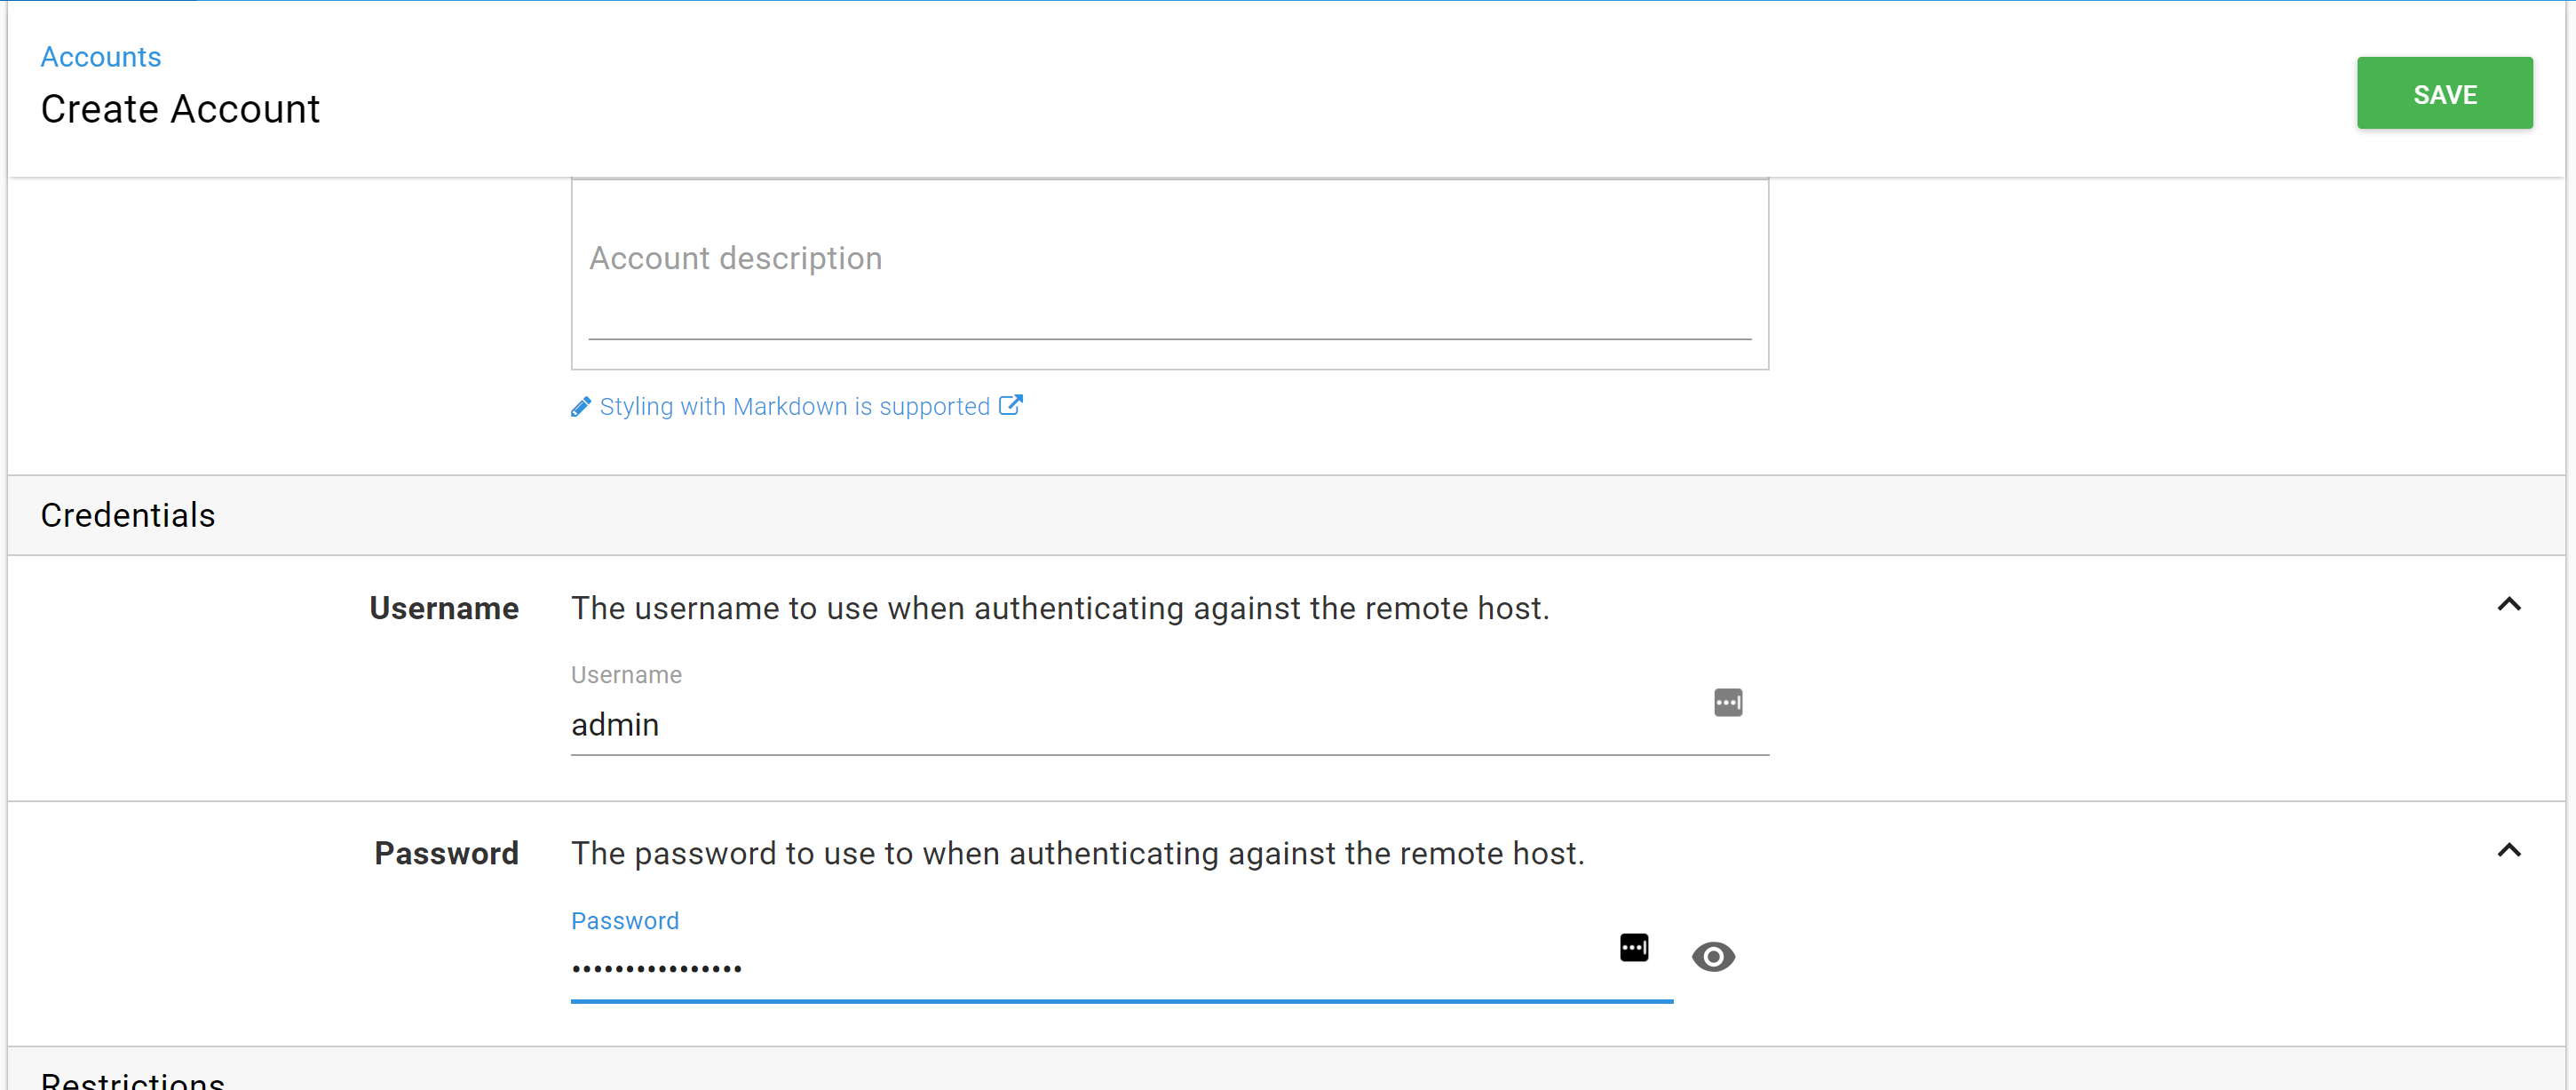 Accounts
Create Account
SAVE
Account description
Styling with Markdown is supported
Credentials
Username The username to use when authenticating against the remote host.
Username
admin
Password The password to use to when authenticating against the remote host.
Password
••••••••••••••••
Restrictions